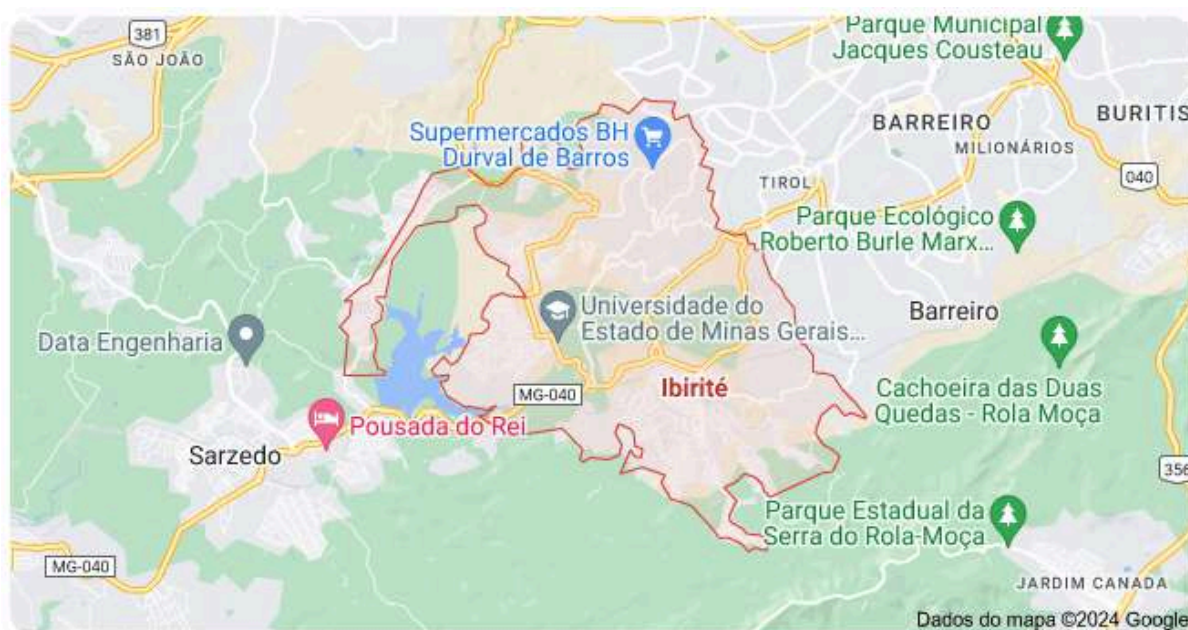 Parque Municipal
Jacques Cousteau
381
SÃO JOÃO
BARREIRO
BURITIS
MILIONÁRIOS
Supermercados BH
Durval de Barros
TIROL
040
Parque Ecológico
Roberto Burle Marx...
Universidade do
Estado de Minas Gerais...
Barreiro
Data Engenharia
MG-040
Ibirité
Cachoeira das Duas
Quedas - Rola Moça
Pousada do Rei
Sarzedo
356
Parque Estadual da
Serra do Rola-Moça
MG-040
JARDIM CANADA
Dados do mapa ©2024 Google